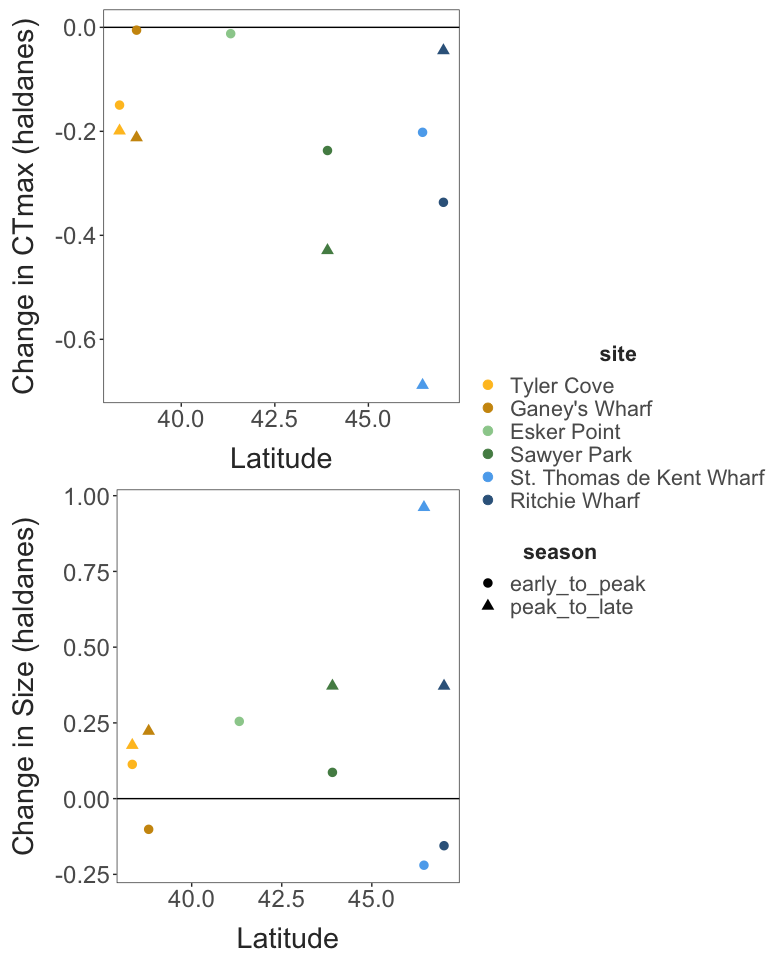 Change in CTmax (haldanes)
0.0
-0.2
-0.4
-0.6
40.0 42.5 45.0
Latitude
Change in Size (haldanes)
1.00
0.75
0.50
0.25
0.00
-0.25
40.0 42.5 45.0
Latitude
site
Tyler Cove
Ganey's Wharf
Esker Point
Sawyer Park
St. Thomas de Kent Wharf
Ritchie Wharf
season
early_to_peak
peak_to_late